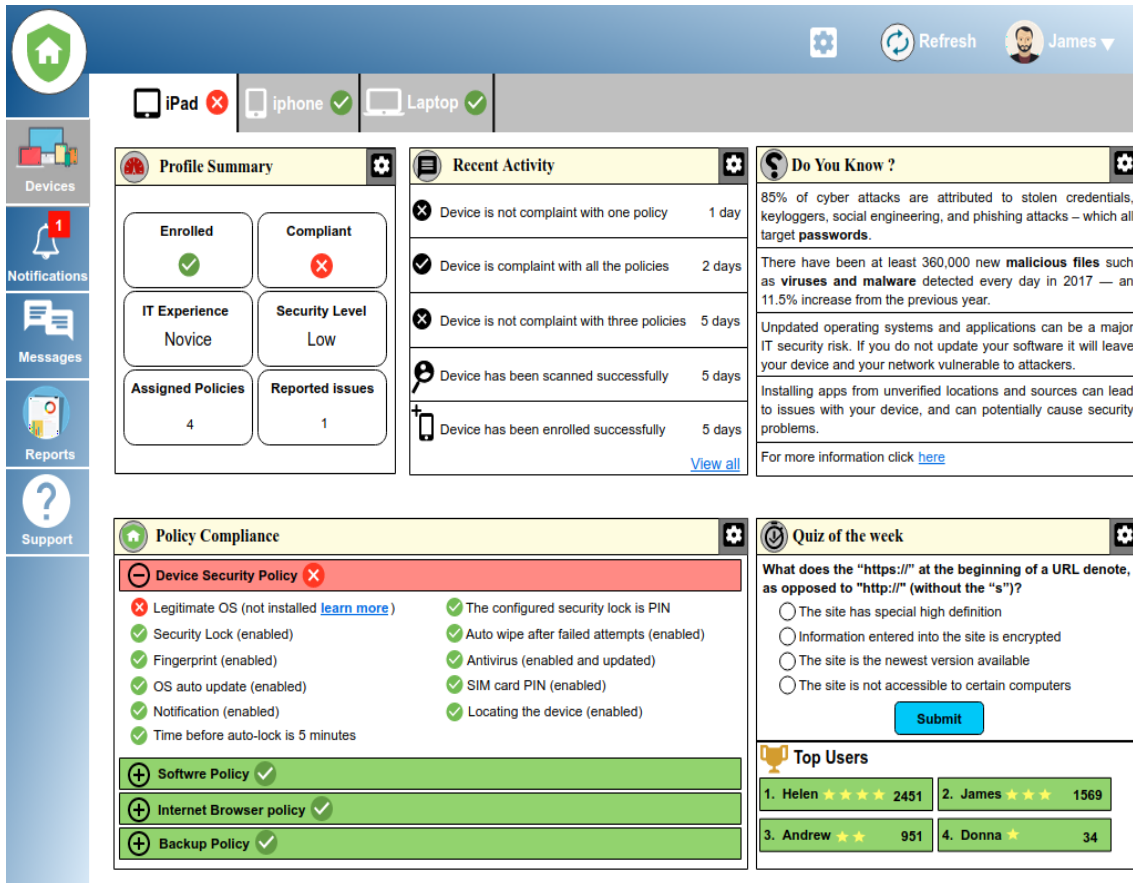 Refresh
James
iPad
iphone
Laptop
Devices
1
Notifications
Messages
Reports
Support
Profile Summary
Enrolled
Compliant
IT Experience
Novice
Security Level
Low
Assigned Policies
4
Reported issues
1
Recent Activity
Device is not complaint with one policy 1 day
Device is complaint with all the policies 2 days
Device is not complaint with three policies 5 days
Device has been scanned successfully 5 days
Device has been enrolled successfully 5 days
View all
Do You Know ?
85% of cyber attacks are attributed to stolen credentials,
keyloggers, social engineering, and phishing attacks – which all
target passwords.
There have been at least 360,000 new malicious files such
as viruses and malware detected every day in 2017 — an
11.5% increase from the previous year.
Unpdated operating systems and applications can be a major
IT security risk. If you do not update your software it will leave
your device and your network vulnerable to attackers.
Installing apps from unverified locations and sources can lead
to issues with your device, and can potentially cause security
problems.
For more information click here
Policy Compliance
Device Security Policy
Legitimate OS (not installed learn more )
Security Lock (enabled)
Fingerprint (enabled)
OS auto update (enabled)
Notification (enabled)
Time before auto-lock is 5 minutes
The configured security lock is PIN
Auto wipe after failed attempts (enabled)
Antivirus (enabled and updated)
SIM card PIN (enabled)
Locating the device (enabled)
Softwre Policy
Internet Browser policy
Backup Policy
Quiz of the week
What does the “https://” at the beginning of a URL denote,
as opposed to "http://" (without the “s”)?
The site has special high definition
Information entered into the site is encrypted
The site is the newest version available
The site is not accessible to certain computers
Submit
Top Users
1. Helen 2451
2. James 1569
3. Andrew 951
4. Donna 34